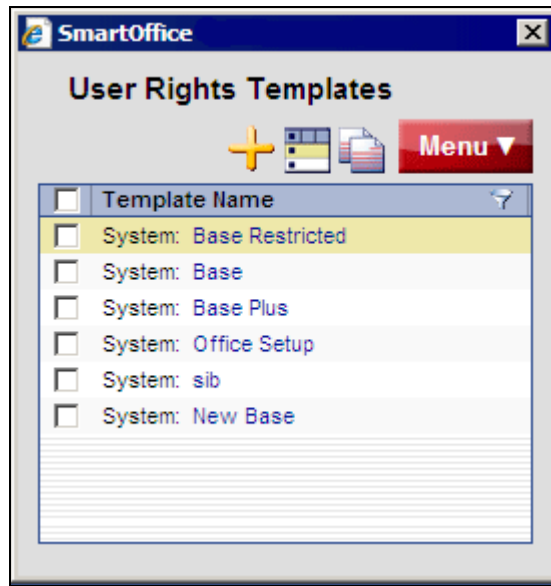 SmartOffice
User Rights Templates
Menu ▼
Template Name
System: Base Restricted
System: Base
System: Base Plus
System: Office Setup
System: sib
System: New Base